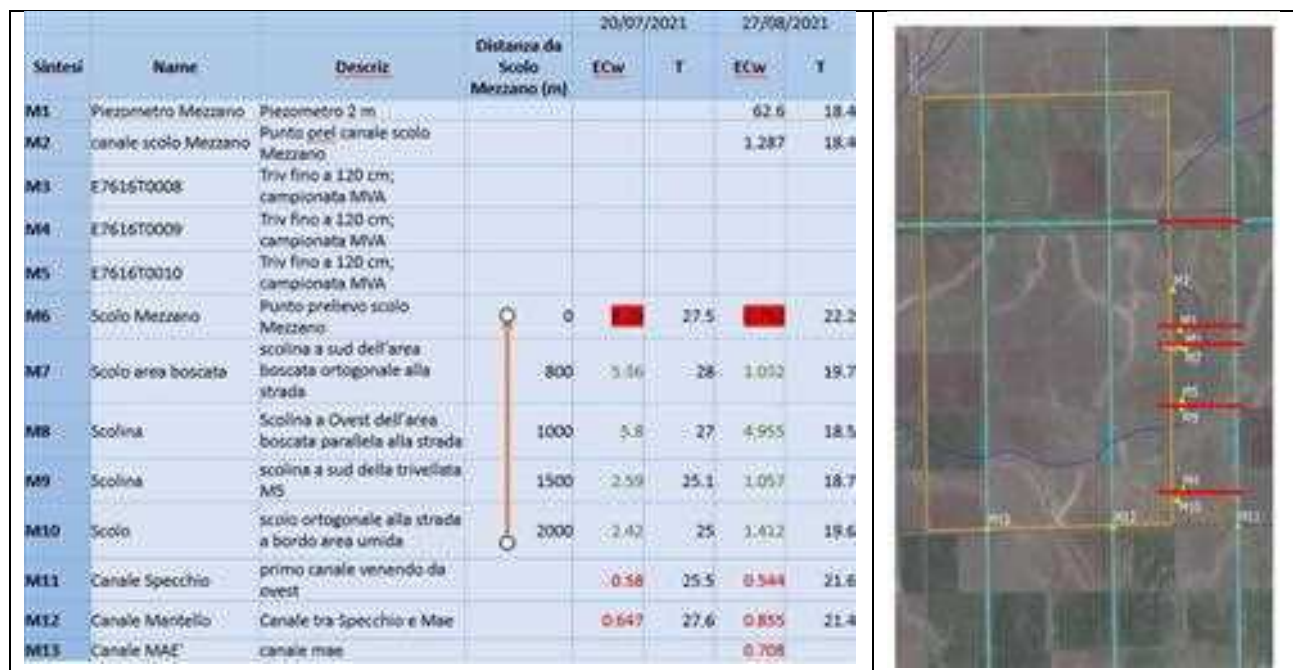 20/07/2021 27/08/2021
Sintesi Name Descriz Distanza da ECw T ECw T
Scolo
Mezzano (m)
M1 Piezometro Mezzano Piezometro 2 m 62.6 18.4
M2 canale scolo Mezzano Punto prel canale scolo 1.287 18.4
Mezzano
M3 E7616T0008 Triv fino a 120 cm;
campionata MVA
M4 E7616T0009 Triv fino a 120 cm;
campionata MVA
M5 E7616T0010 Triv fino a 120 cm;
campionata MVA
M6 Scolo Mezzano Punto prelievo scolo 0 27.5 22.2
Mezzano
M7 Scolo area boscata scolina a sud dell'area 800 28 19.7
boscata ortogonale alla
strada
M8 Scolina Scolina a Ovest dell'area 1000 5.8 27 4.955 18.5
boscata parallela alla strada
M9 Scolina scolina a sud della trivellata 1500 2.59 25.1 1.057 18.7
M5
M10 Scolo scolo ortogonale alla strada 2000 2.42 25 1.412 19.6
a bordo area umida
M11 Canale Specchio primo canale venendo da 0.58 25.5 0.544 21.6
ovest
M12 Canale Mantello Canale tra Specchio e Mae 0.647 27.6 0.855 21.4
M13 Canale MAE' canale mae 0.708